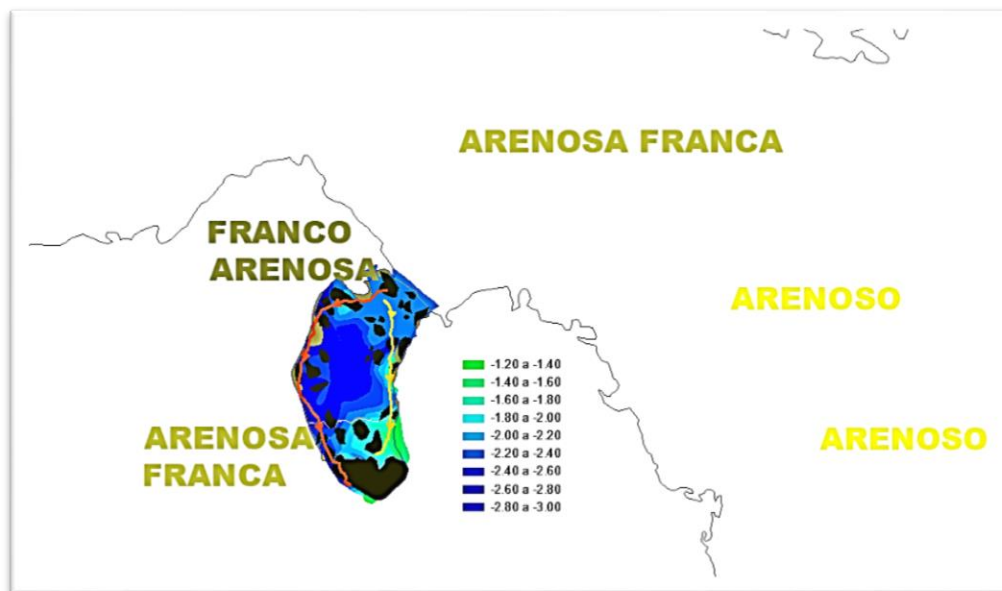 ARENOSA FRANCA
FRANCO
ARENOSA
ARENOSO
-1.20 a -1.40
-1.40 a -1.60
-1.60 a -1.80
-1.80 a -2.00
-2.00 a -2.20
-2.20 a -2.40
-2.40 a -2.60
-2.60 a -2.80
-2.80 a -3.00
ARENOSA
FRANCA
ARENOSO